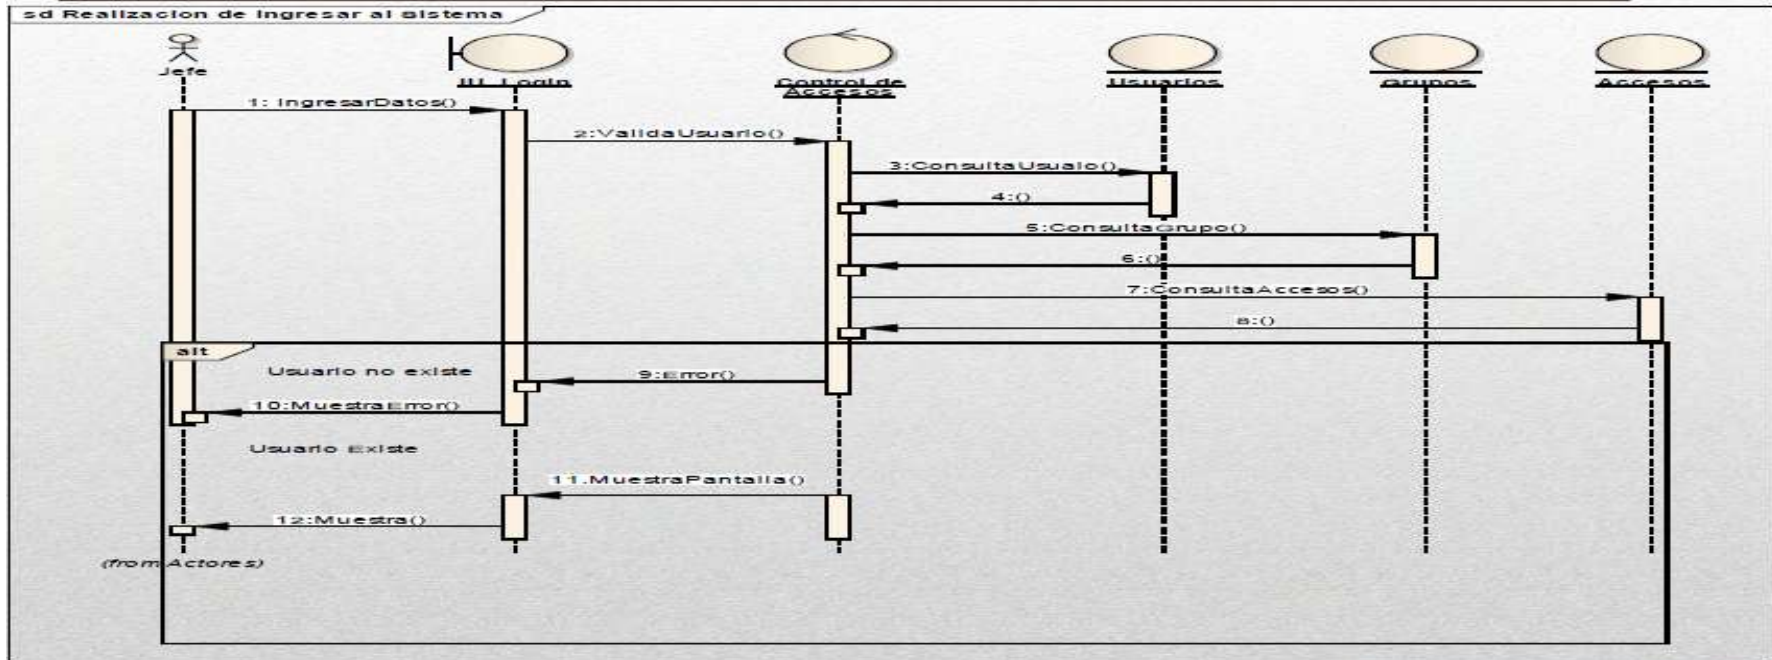 sd Realizacion de Ingresar al Sistema
Jefe
IU_Login
Control de
Accesos
Usuarios
Grupos
Accesos
1: IngresarDatos()
2:ValidaUsuario()
3:ConsultaUsuaio()
4:()
5:ConsultaGrupo()
6:()
7:ConsultaAccesos()
8:()
alt
Usuario no existe
9:Error()
10:MuestraError()
Usuario Existe
11.MuestraPantalla()
12:Muestra()
(from Actores)